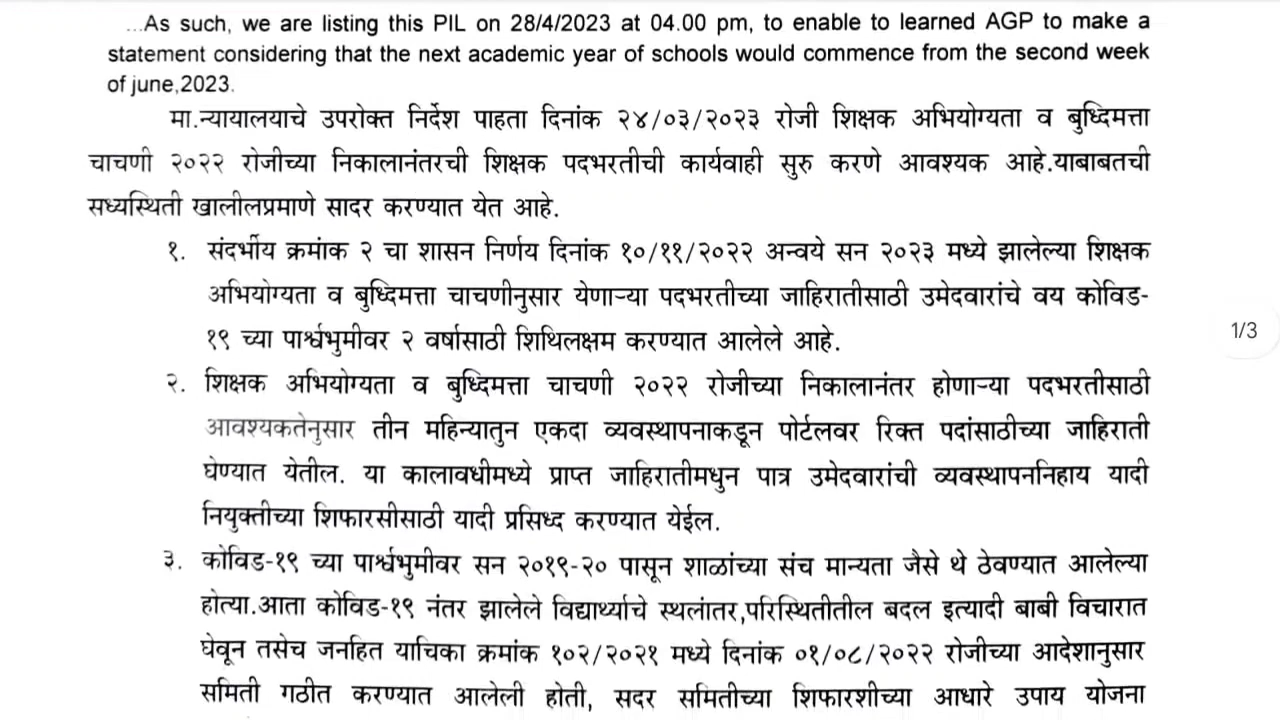 ...As such, we are listing this PIL on 28/4/2023 at 04.00 pm, to enable to learned AGP to make a
statement considering that the next academic year of schools would commence from the second week
of june,2023.
मा.न्यायालयाचे उपरोक्त निर्देश पाहता दिनांक २४/०३/२०२३ रोजी शिक्षक अभियोग्यता व बुध्दिमत्ता
चाचणी २०२२ रोजीच्या निकालानंतरची शिक्षक पदभरतीची कार्यवाही सुरु करणे आवश्यक आहे.याबाबतची
सध्यस्थिती खालीलप्रमाणे सादर करण्यात येत आहे.
१. संदर्भीय क्रमांक २ चा शासन निर्णय दिनांक १०/११/२०२२ अन्वये सन २०२३ मध्ये झालेल्या शिक्षक
अभियोग्यता व बुध्दिमत्ता चाचणीनुसार येणाऱ्या पदभरतीच्या जाहिरातीसाठी उमेदवारांचे वय कोविड-
१९ च्या पार्श्वभुमीवर २ वर्षासाठी शिथिलक्षम करण्यात आलेले आहे.
२. शिक्षक अभियोग्यता व बुध्दिमत्ता चाचणी २०२२ रोजीच्या निकालानंतर होणाऱ्या पदभरतीसाठी
आवश्यकतेनुसार तीन महिन्यातुन एकदा व्यवस्थापनाकडून पोर्टलवर रिक्त पदांसाठीच्या जाहिराती
घेण्यात येतील. या कालावधीमध्ये प्राप्त जाहिरातीमधुन पात्र उमेदवारांची व्यवस्थापननिहाय यादी
नियुक्तीच्या शिफारसीसाठी यादी प्रसिध्द करण्यात येईल.
३. कोविड-१९ च्या पार्श्वभुमीवर सन २०१९-२० पासून शाळांच्या संच मान्यता जैसे थे ठेवण्यात आलेल्या
होत्या.आता कोविड-१९ नंतर झालेले विद्यार्थ्याचे स्थलांतर,परिस्थितीतील बदल इत्यादी बाबी विचारात
घेवून तसेच जनहित याचिका क्रमांक १०२/२०२१ मध्ये दिनांक ०१/०८/२०२२ रोजीच्या आदेशानुसार
समिती गठीत करण्यात आलेली होती, सदर समितीच्या शिफारशीच्या आधारे उपाय योजना
1/3